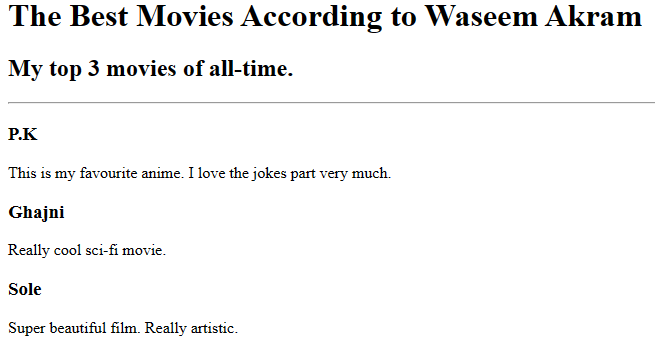 The Best Movies According to Waseem Akram
My top 3 movies of all-time.
P.K
This is my favourite anime. I love the jokes part very much.
Ghajni
Really cool sci-fi movie.
Sole
Super beautiful film. Really artistic.